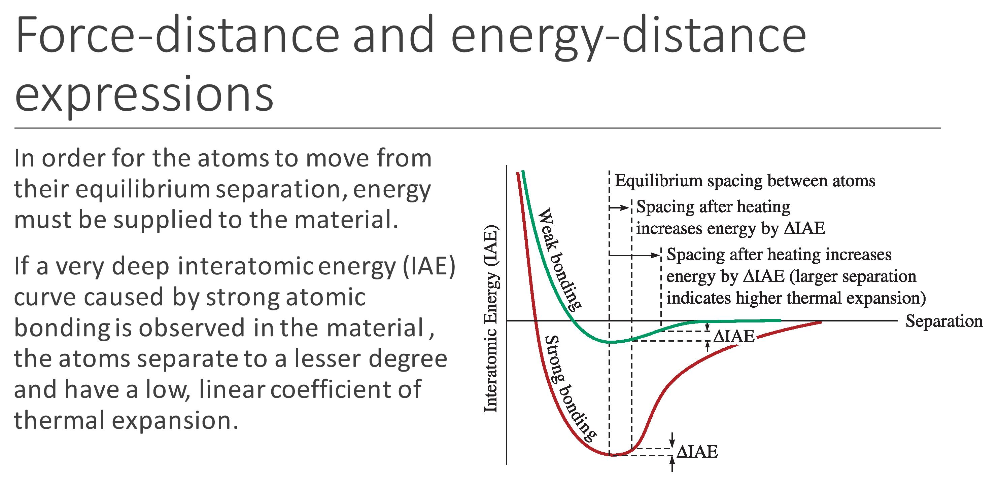 Force-distance and energy-distance
expressions
In order for the atoms to move from
their equilibrium separation, energy
must be supplied to the material.
If a very deep interatomic energy (IAE)
curve caused by strong atomic
bonding is observed in the material ,
the atoms separate to a lesser degree
and have a low, linear coefficient of
thermal expansion.
Interatomic Energy (IAE)
Weak bonding
Strong bonding
Equilibrium spacing between atoms
Spacing after heating
increases energy by ΔIAE
Spacing after heating increases
energy by ΔIAE (larger separation
indicates higher thermal expansion)
Separation
ΔIAE
ΔIAE